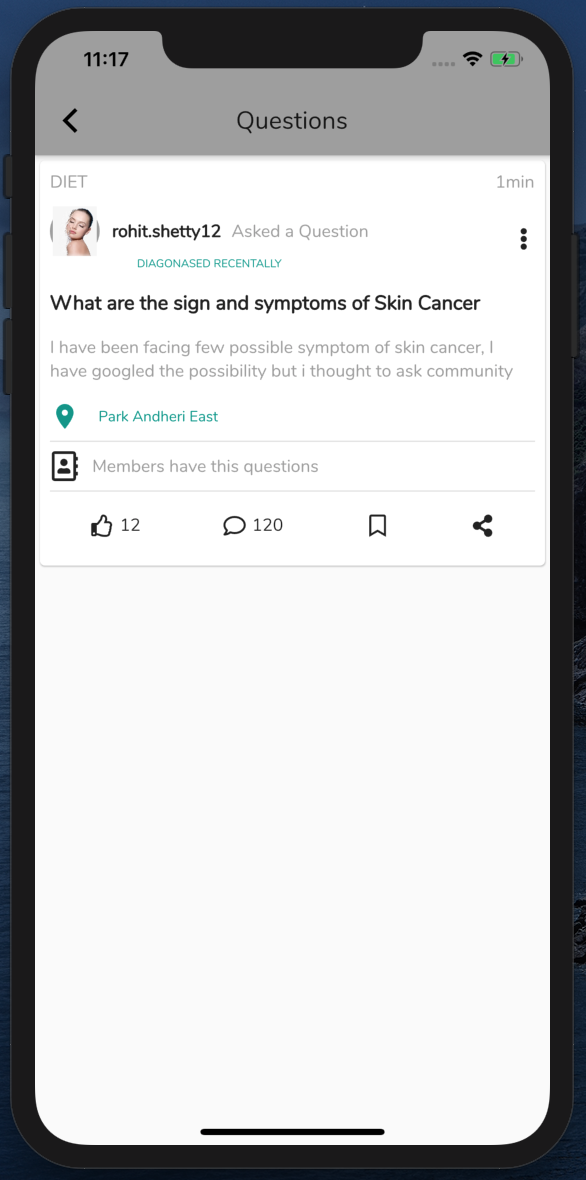 11:17
Questions
DIET 1min
rohit.shetty12 Asked a Question
DIAGONASED RECENTALLY
What are the sign and symptoms of Skin Cancer
I have been facing few possible symptom of skin cancer, I
have googled the possibility but i thought to ask community
Park Andheri East
Members have this questions
12 120